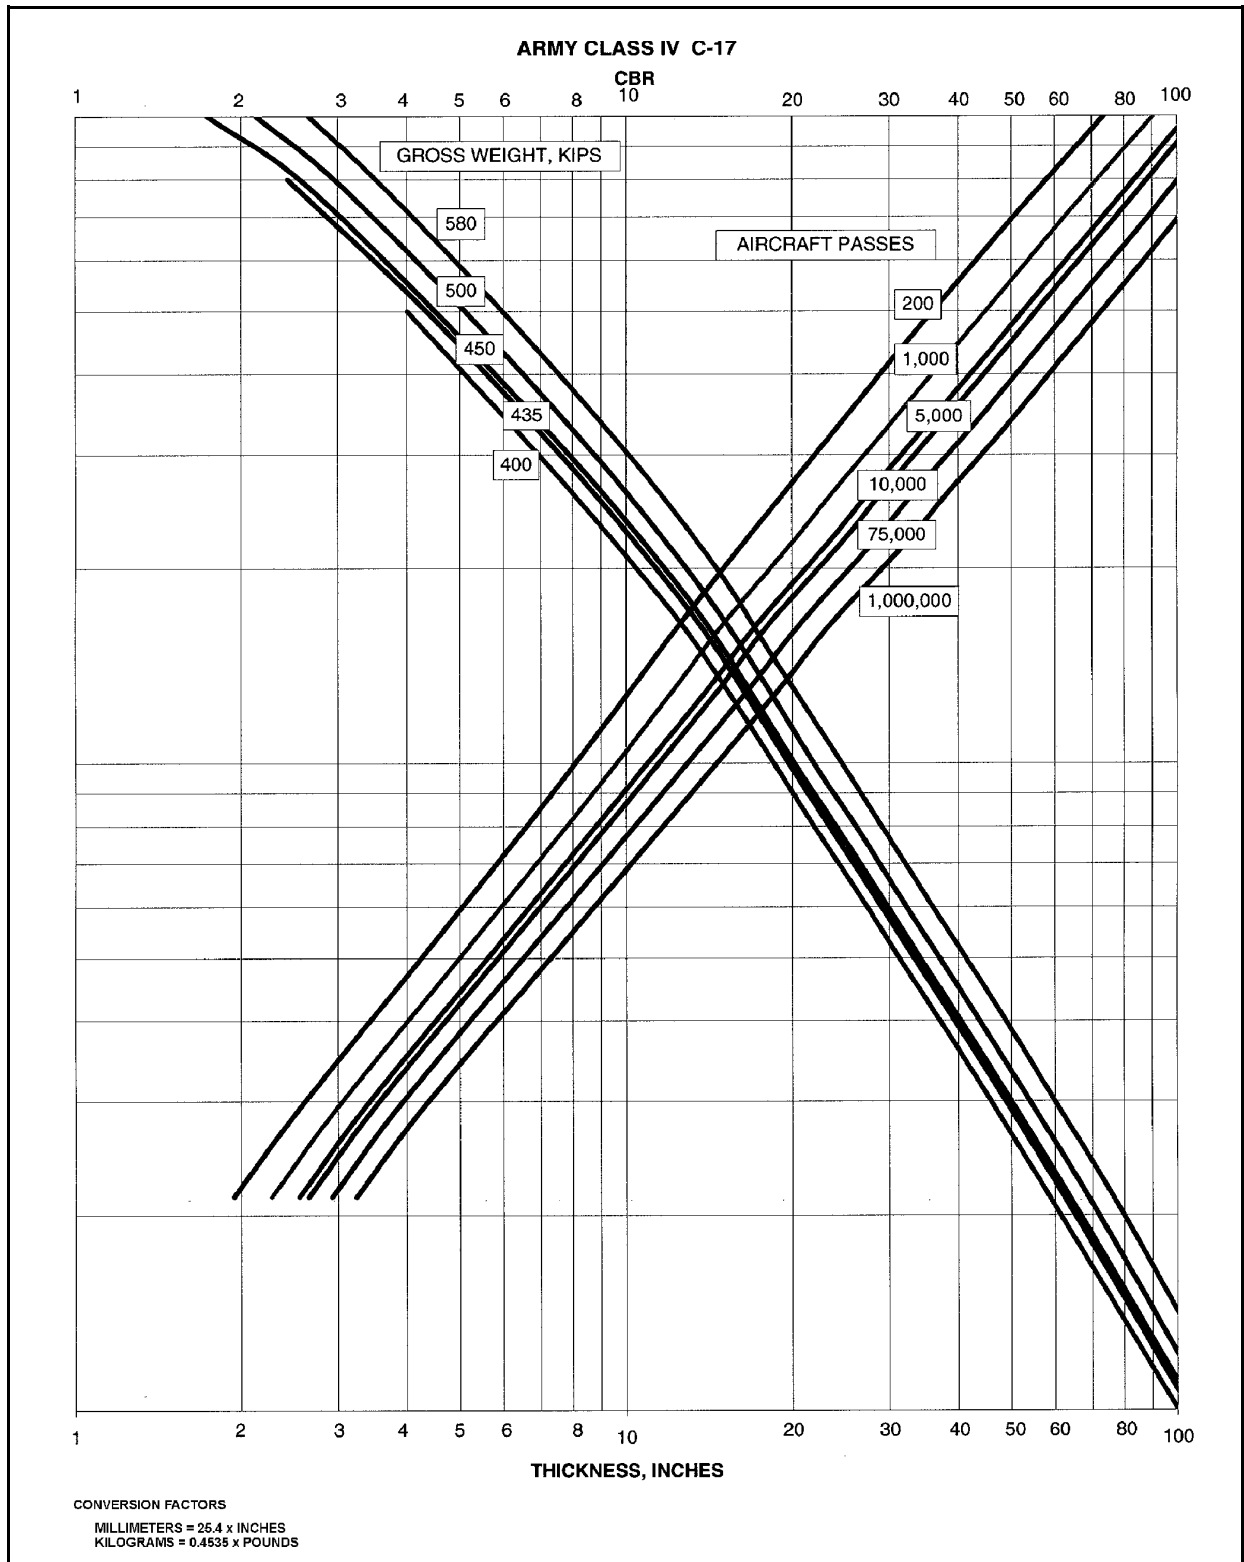 ARMY CLASS IV C-17
CBR
1 2 3 4 5 6 8 10 20 30 40 50 60 80 100
GROSS WEIGHT, KIPS
580
AIRCRAFT PASSES
500
200
450
1,000
435
5,000
400
10,000
75,000
1,000,000
1 2 3 4 5 6 8 10 20 30 40 50 60 80 100
THICKNESS, INCHES
CONVERSION FACTORS
MILLIMETERS = 25.4 x INCHES
KILOGRAMS = 0.4535 x POUNDS